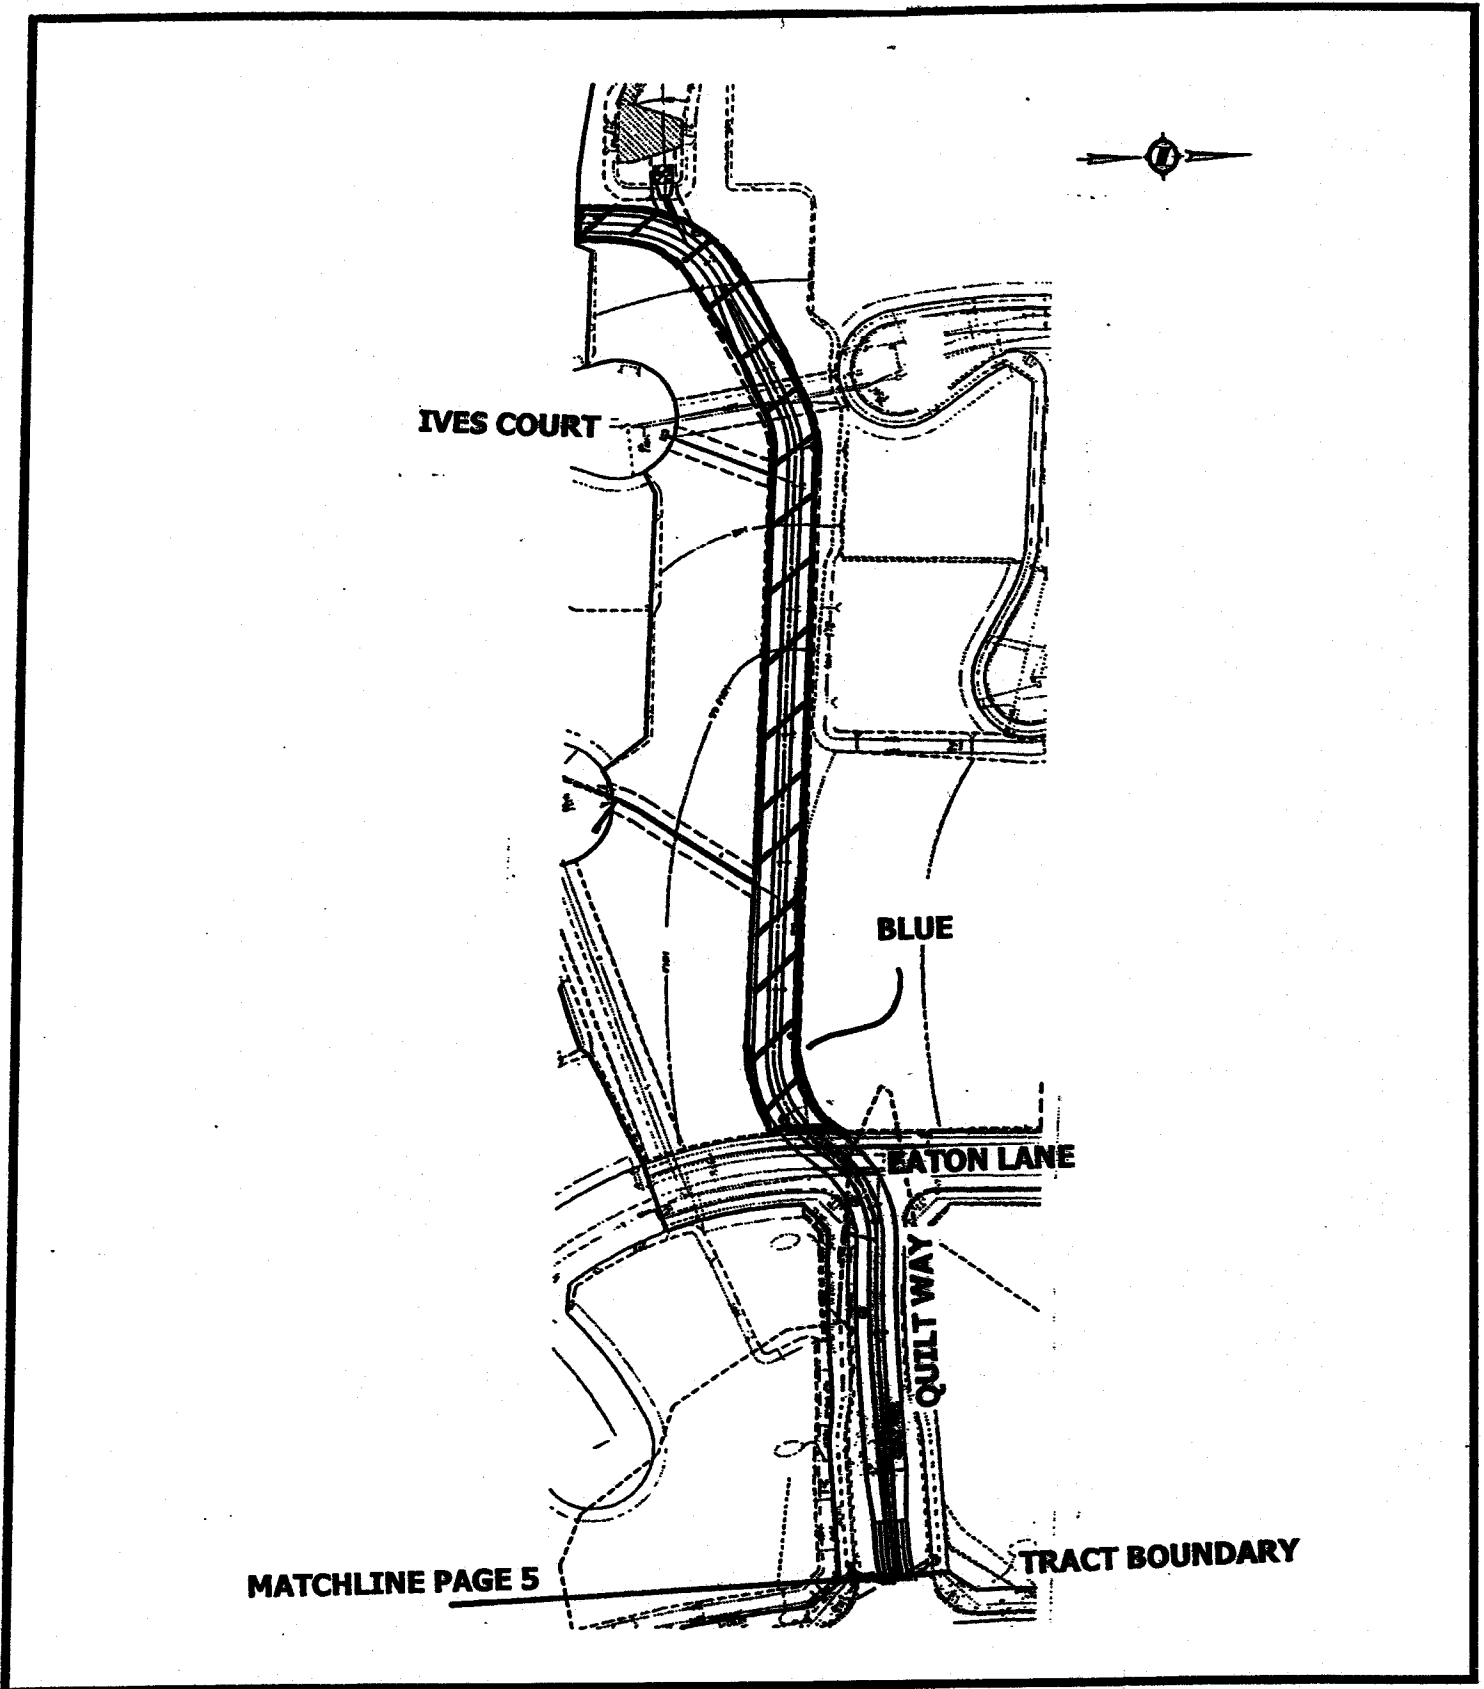 IVES COURT
BLUE
EATON LANE
QUILT WAY
TRACT BOUNDARY
MATCHLINE PAGE 5